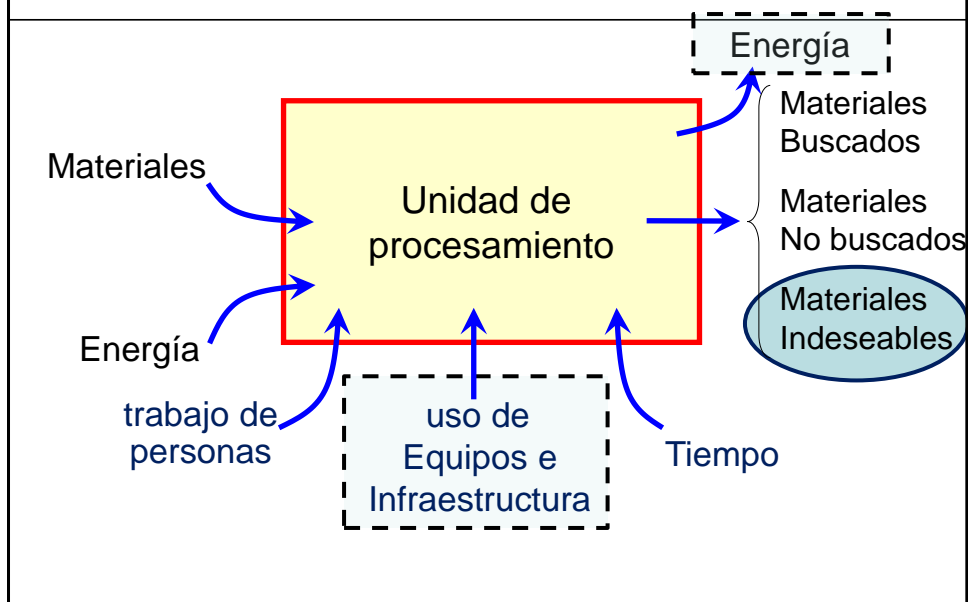 Energía
Materiales
Buscados
Materiales
Unidad de
procesamiento
Materiales
No buscados
Materiales
Indeseables
Energía
trabajo de
personas
uso de
Equipos e
Infraestructura
Tiempo